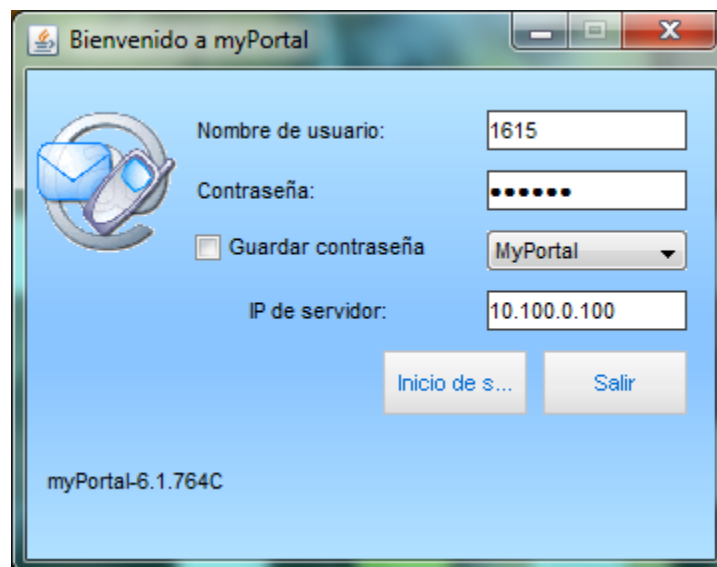 Bienvenido a myPortal
Nombre de usuario:
1615
Contraseña:
••••••
Guardar contraseña
MyPortal
IP de servidor:
10.100.0.100
Inicio de s...
Salir
myPortal-6.1.764C